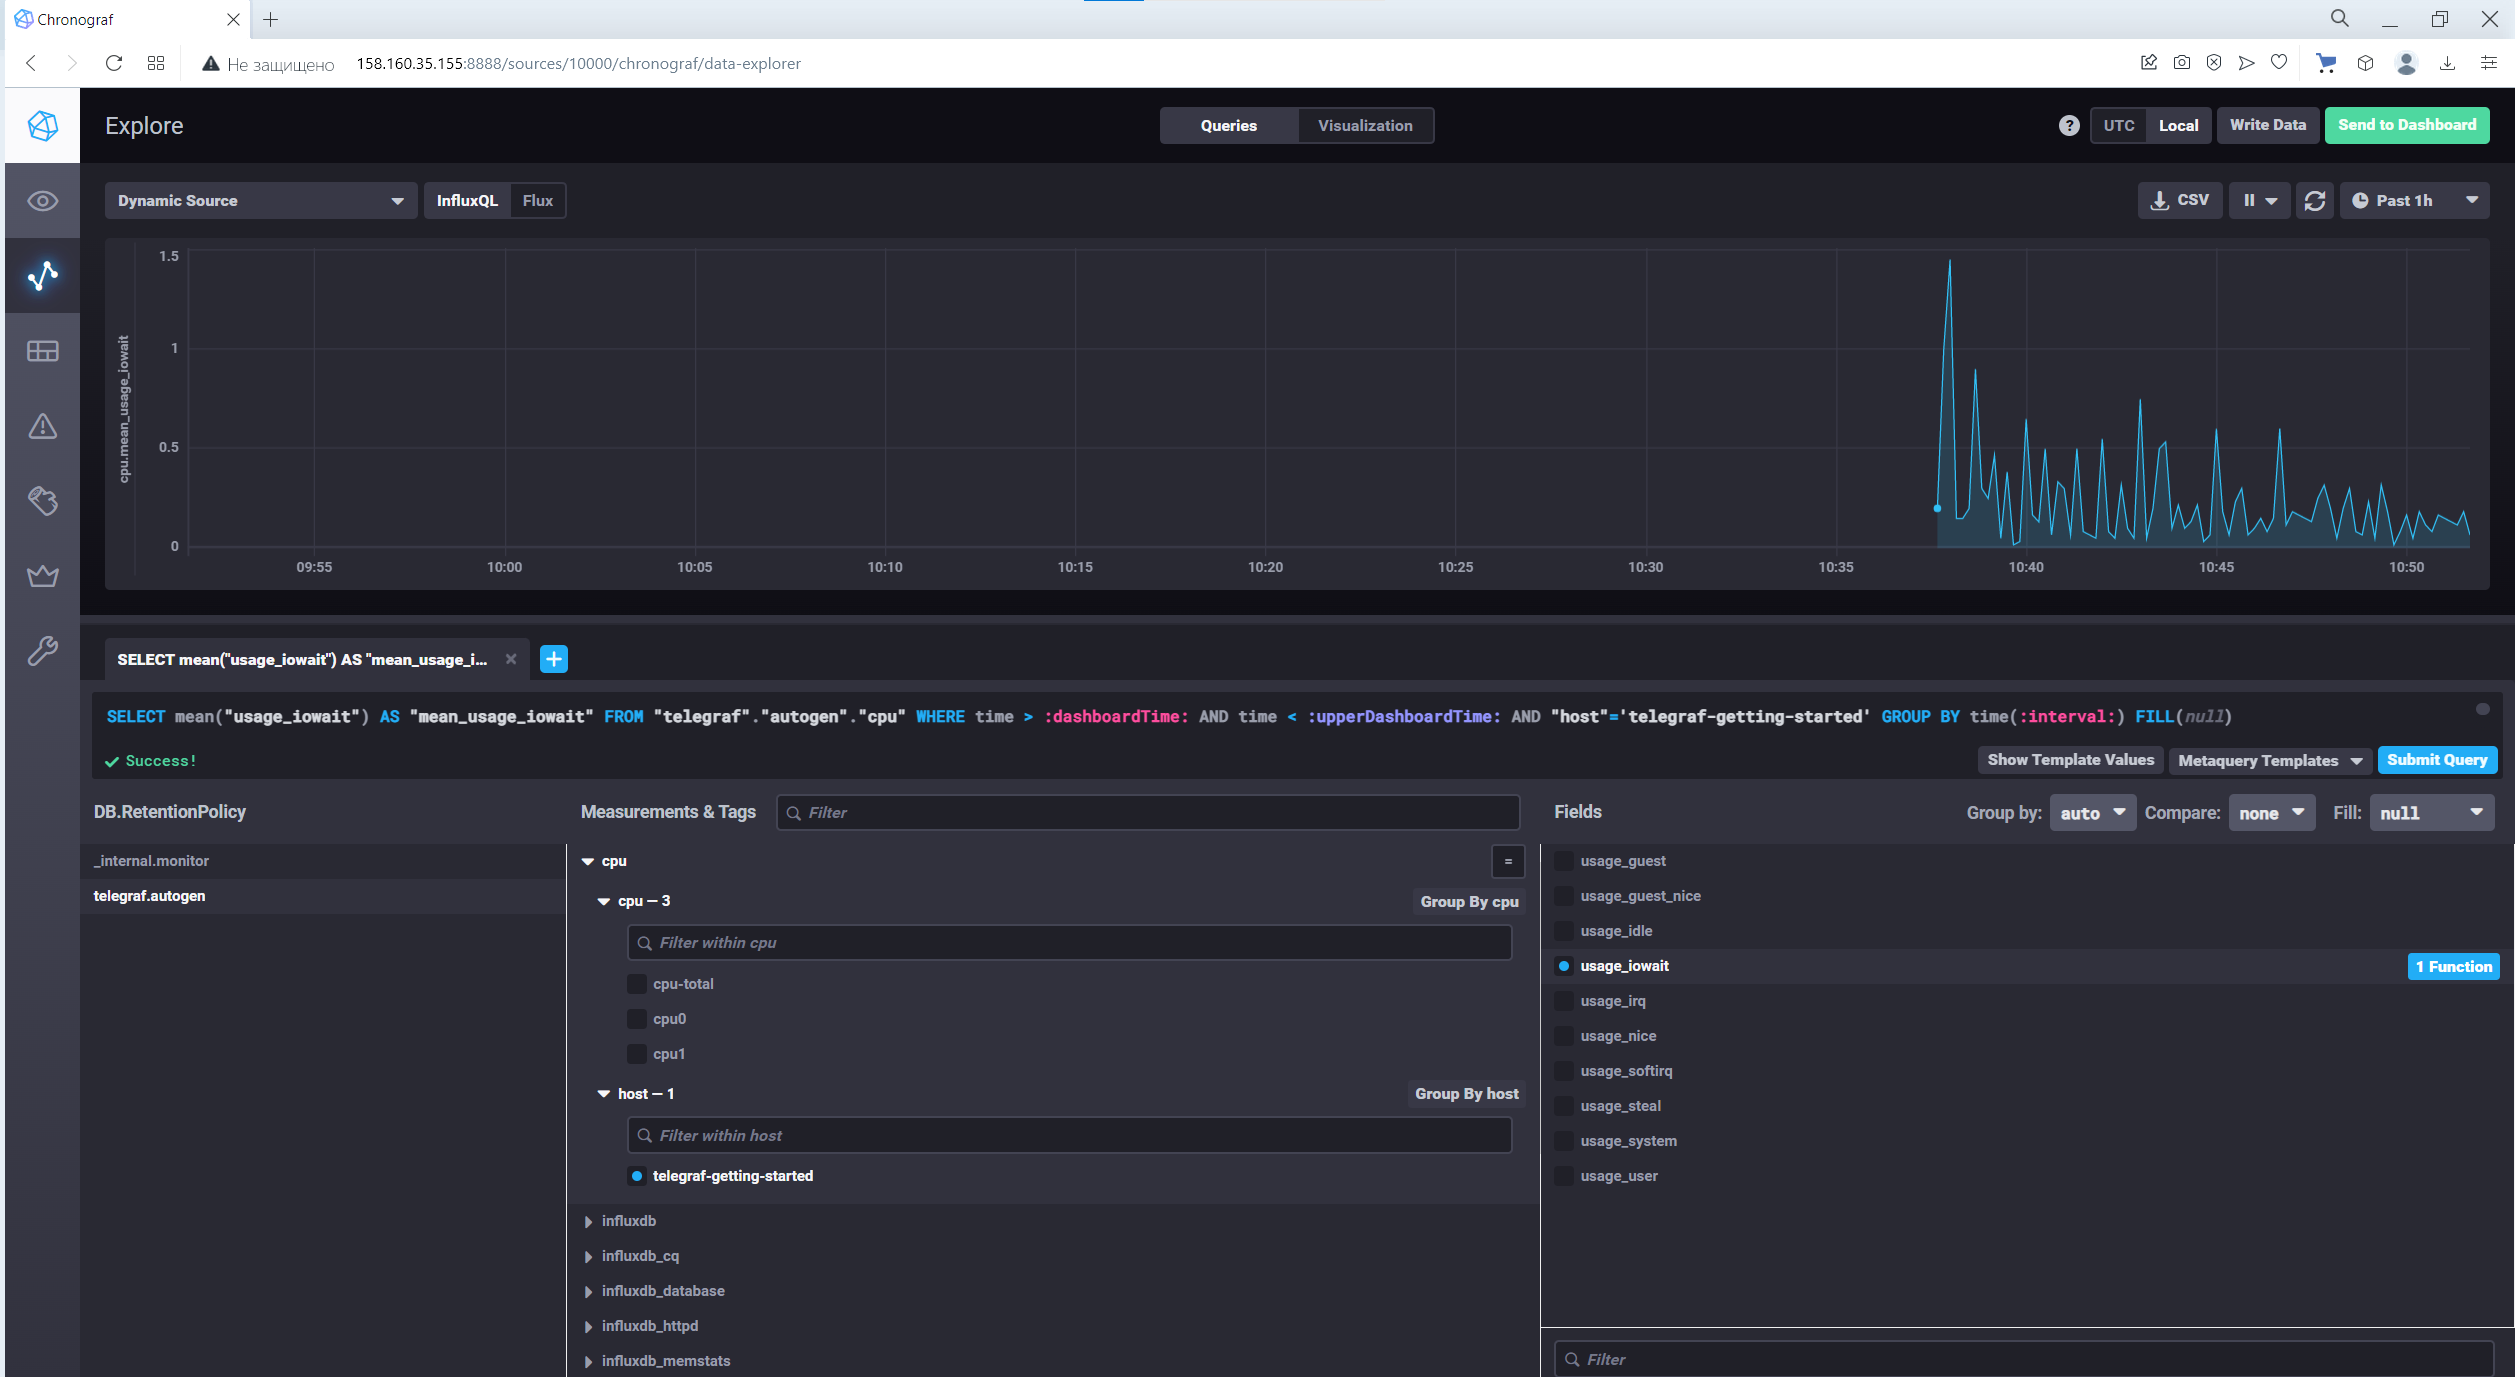 Chronograf
Не защищено 158.160.35.155:8888/sources/10000/chronograf/data-explorer
Explore
Queries Visualization
? UTC Local Write Data Send to Dashboard
Dynamic Source InfluxQL Flux
CSV Past 1h
cpu.mean_usage_iowait
1.5
1
0.5
0
09:55 10:00 10:05 10:10 10:15 10:20 10:25 10:30 10:35 10:40 10:45 10:50
SELECT mean("usage_iowait") AS "mean_usage_i...
SELECT mean("usage_iowait") AS "mean_usage_iowait" FROM "telegraf"."autogen"."cpu" WHERE time > :dashboardTime: AND time < :upperDashboardTime: AND "host"='telegraf-getting-started' GROUP BY time(:interval:) FILL(null)
Success!
Show Template Values Metaquery Templates Submit Query
DB.RetentionPolicy
_internal.monitor
telegraf.autogen
Measurements & Tags Filter
cpu =
cpu — 3 Group By cpu
Filter within cpu
cpu-total
cpu0
cpu1
host — 1 Group By host
Filter within host
telegraf-getting-started
influxdb
influxdb_cq
influxdb_database
influxdb_httpd
influxdb_memstats
Fields Group by: auto Compare: none Fill: null
usage_guest
usage_guest_nice
usage_idle
usage_iowait 1 Function
usage_irq
usage_nice
usage_softirq
usage_steal
usage_system
usage_user
Filter